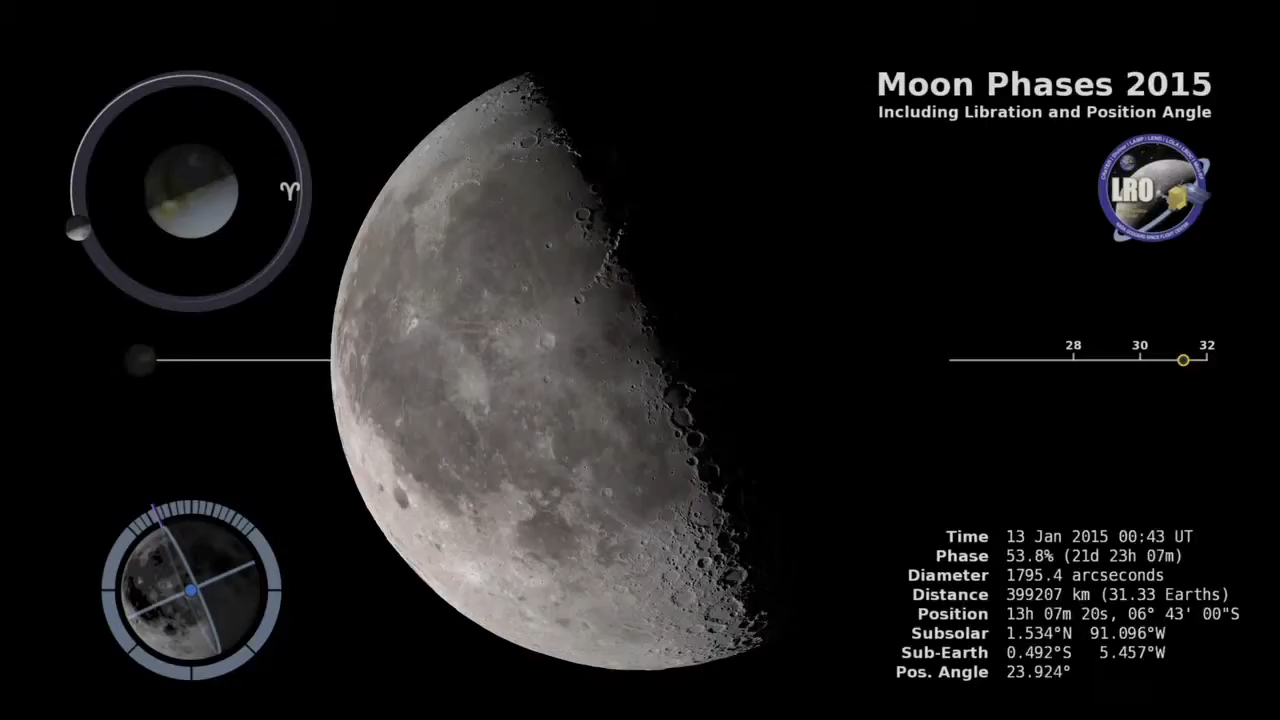 Moon Phases 2015
Including Libration and Position Angle
LRO
♈
28 30 32
Time 13 Jan 2015 00:43 UT
Phase 53.8% (21d 23h 07m)
Diameter 1795.4 arcseconds
Distance 399207 km (31.33 Earths)
Position 13h 07m 20s, 06° 43' 00"S
Subsolar 1.534°N 91.096°W
Sub-Earth 0.492°S 5.457°W
Pos. Angle 23.924°